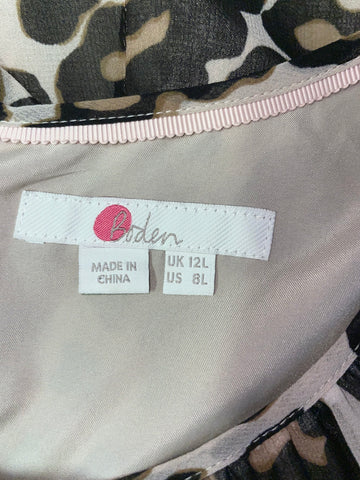 Boden
MADE IN
CHINA
UK 12L
US 8L